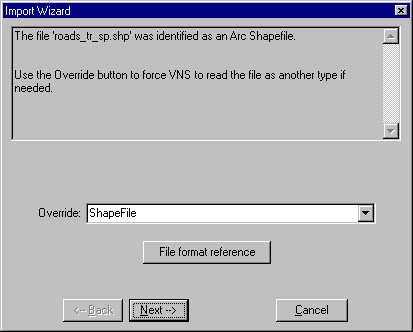 Import Wizard
The file 'roads_tr_sp.shp' was identified as an Arc Shapefile.
Use the Override button to force VNS to read the file as another type if
needed.
Override: ShapeFile
File format reference
<-- Back Next --> Cancel